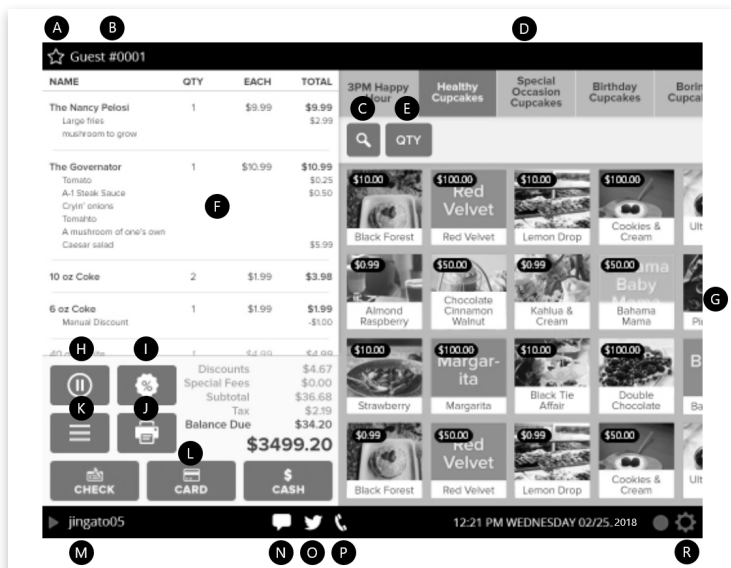 A B D
Guest #0001
NAME QTY EACH TOTAL
The Nancy Pelosi 1 $9.99 $9.99
Large fries $2.99
mushroom to grow
The Governator 1 $10.99 $10.99
Tomato $0.25
A-1 Steak Sauce $0.50
Cryin' onions
Tomahto
A mushroom of one's own
Caesar salad $5.99
F
10 oz Coke 2 $1.99 $3.98
6 oz Coke 1 $1.99 $1.99
Manual Discount -$1.00
40 1 $4.99 $4.99
H I
K J
Discounts $4.67
Special Fees $0.00
Subtotal $36.68
Tax $2.19
Balance Due $34.20
$3499.20
L
CHECK CARD $ CASH
3PM Happy
Hour
Healthy
Cupcakes
Special
Occasion
Cupcakes
Birthday
Cupcakes
C E
QTY
$10.00 $100.00 $10.00 $100.00
Red
Velvet
Black Forest Red Velvet Lemon Drop Cookies &
Cream
$0.99 $50.00 $0.99 $50.00
Baby
G
Almond
Raspberry
Chocolate
Cinnamon
Walnut
Kahlua &
Cream
Bahama
Mama
$10.00 $100.00 $10.00 $100.00
Margar-
ita
Strawberry Margarita Black Tie
Affair
Double
Chocolate
$0.99 $50.00 $0.99 $50.00
Red
Velvet
Black Forest Red Velvet Lemon Drop Cookies &
Cream
jingato05 12:21 PM WEDNESDAY 02/25.2018
M N O P R